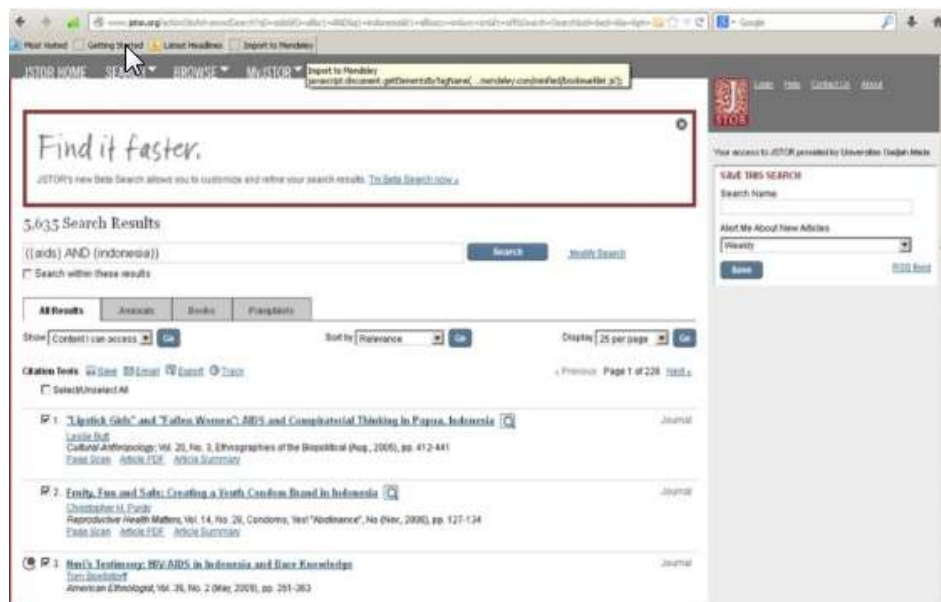 Google
Most Visited Getting Started Latest Headlines Import to Mendeley
JSTOR HOME SEARCH BROWSE MyJSTOR
Import to Mendeley
Login Help Contact Us About
JSTOR
Find it faster.
JSTOR's new Beta Search allows you to customize and refine your search results. Try Beta Search now »
Your access to JSTOR provided by
SAVE THIS SEARCH
Search Name
Alert Me About New Articles
Weekly
Save RSS feed
5,635 Search Results
((aids) AND (indonesia))
Search Modify Search
Search within these results
All Results Journals Books Pamphlets
Show Content I can access Go Sort by Relevance Go Display 25 per page Go
Citation Tools Save Email Export Track
« Previous Page 1 of 226 Next »
Select/Unselect All
1. "Lipstick Girls" and "Fallen Women": AIDS and Conspiratorial Thinking in Papua, Indonesia Journal
Leslie Butt
Cultural Anthropology, Vol. 20, No. 3, Ethnographies of the Biopolitical (Aug., 2005), pp. 412-441
Page Scan Article PDF Article Summary
2. Fruity, Fun and Safe: Creating a Youth Condom Brand in Indonesia Journal
Christopher H. Purdy
Reproductive Health Matters, Vol. 14, No. 28, Condoms, Yes! "Abstinence", No (Nov., 2006), pp. 127-134
Page Scan Article PDF Article Summary
3. Nuri's Testimony: HIV/AIDS in Indonesia and Bare Knowledge Journal
Tom Boellstorff
American Ethnologist, Vol. 36, No. 2 (May, 2009), pp. 351-363